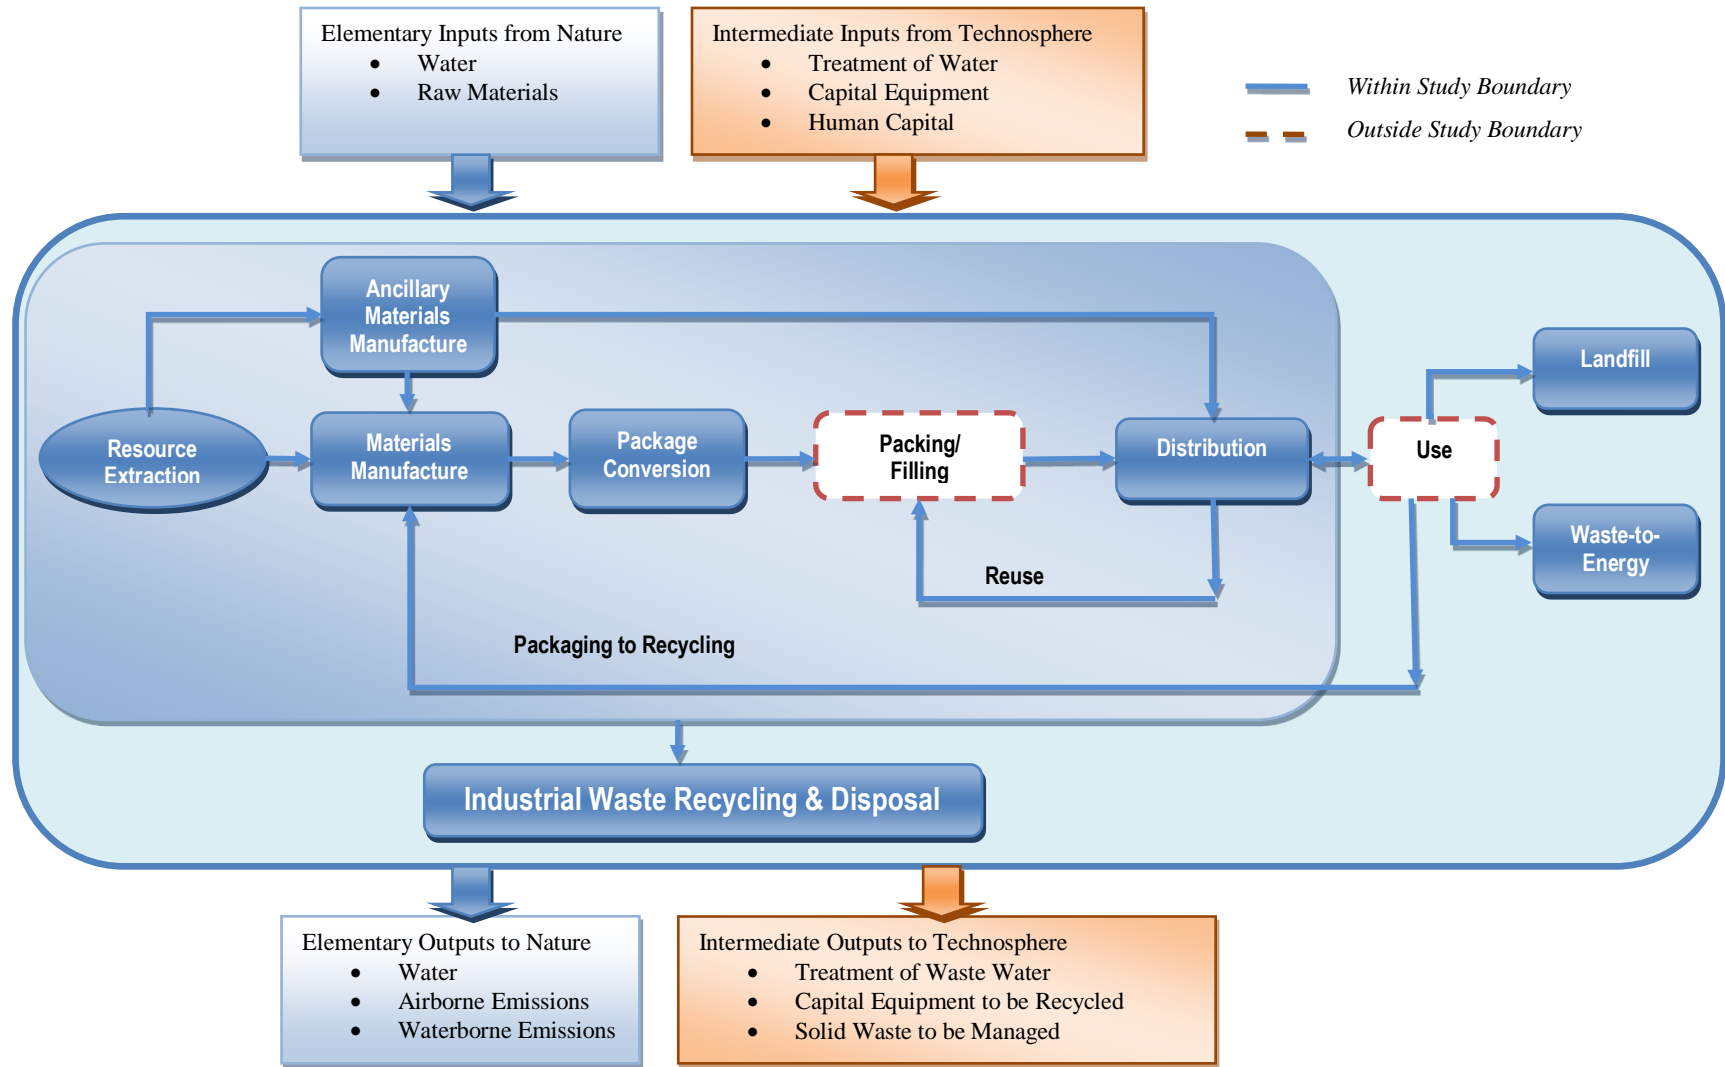 Elementary Inputs from Nature
• Water
• Raw Materials
Intermediate Inputs from Technosphere
• Treatment of Water
• Capital Equipment
• Human Capital
Within Study Boundary
Outside Study Boundary
Ancillary
Materials
Manufacture
Landfill
Resource
Extraction
Materials
Manufacture
Package
Conversion
Packing/
Filling
Distribution
Use
Waste-to-
Energy
Reuse
Packaging to Recycling
Industrial Waste Recycling & Disposal
Elementary Outputs to Nature
• Water
• Airborne Emissions
• Waterborne Emissions
Intermediate Outputs to Technosphere
• Treatment of Waste Water
• Capital Equipment to be Recycled
• Solid Waste to be Managed